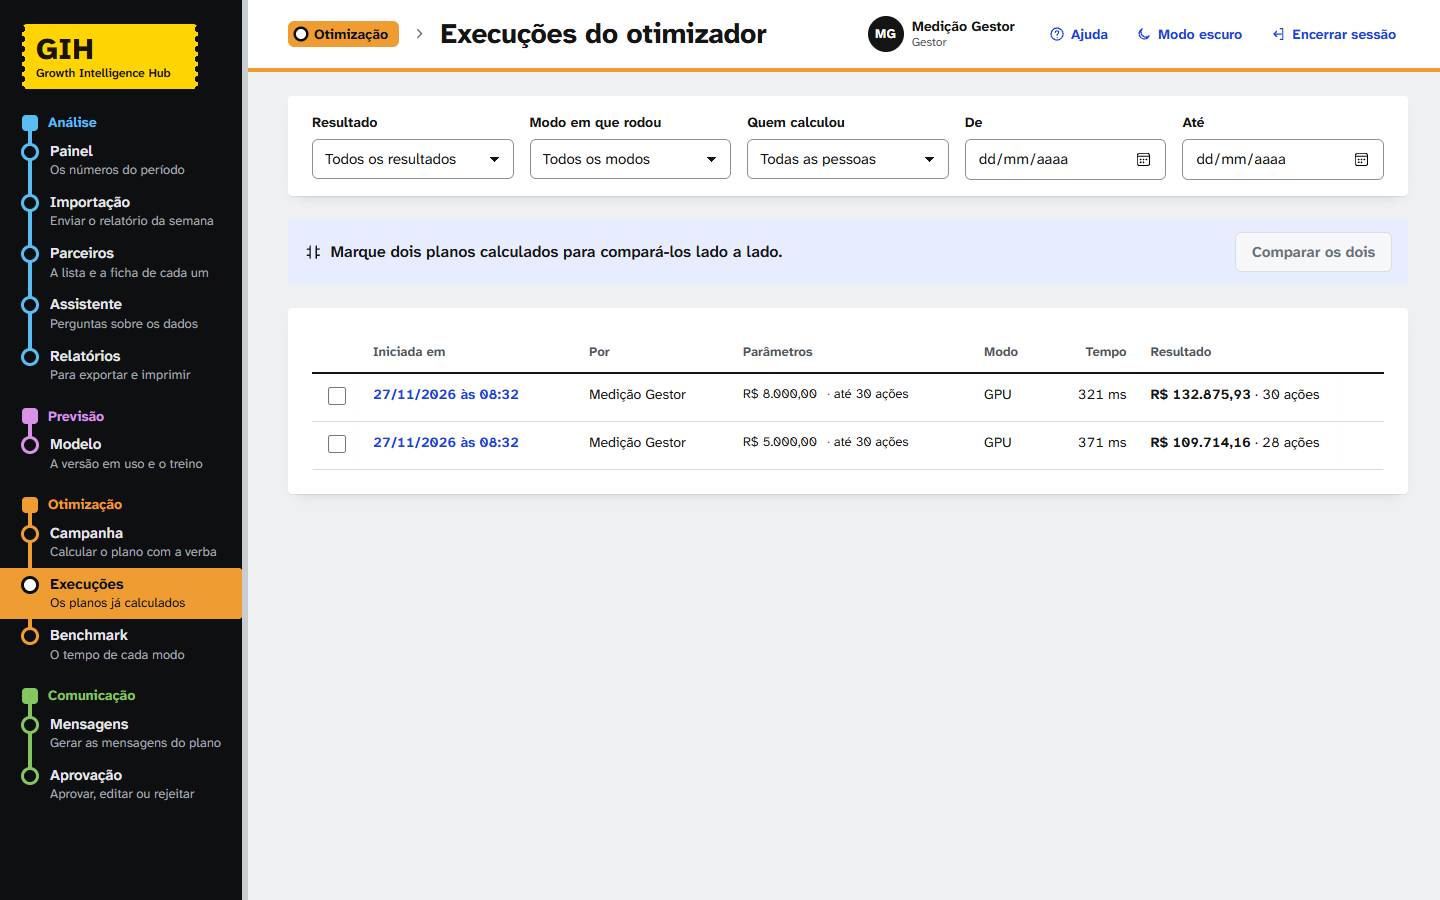 GIH
Growth Intelligence Hub
Análise
Painel
Os números do período
Importação
Enviar o relatório da semana
Parceiros
A lista e a ficha de cada um
Assistente
Perguntas sobre os dados
Relatórios
Para exportar e imprimir
Previsão
Modelo
A versão em uso e o treino
Otimização
Campanha
Calcular o plano com a verba
Execuções
Os planos já calculados
Benchmark
O tempo de cada modo
Comunicação
Mensagens
Gerar as mensagens do plano
Aprovação
Aprovar, editar ou rejeitar
Otimização > Execuções do otimizador
MG Medição Gestor
Gestor
Ajuda Modo escuro Encerrar sessão
Resultado Modo em que rodou Quem calculou De Até
Todos os resultados Todos os modos Todas as pessoas dd/mm/aaaa dd/mm/aaaa
Marque dois planos calculados para compará-los lado a lado. Comparar os dois
Iniciada em Por Parâmetros Modo Tempo Resultado
27/11/2026 às 08:32 Medição Gestor R$ 8.000,00 · até 30 ações GPU 321 ms R$ 132.875,93 · 30 ações
27/11/2026 às 08:32 Medição Gestor R$ 5.000,00 · até 30 ações GPU 371 ms R$ 109.714,16 · 28 ações